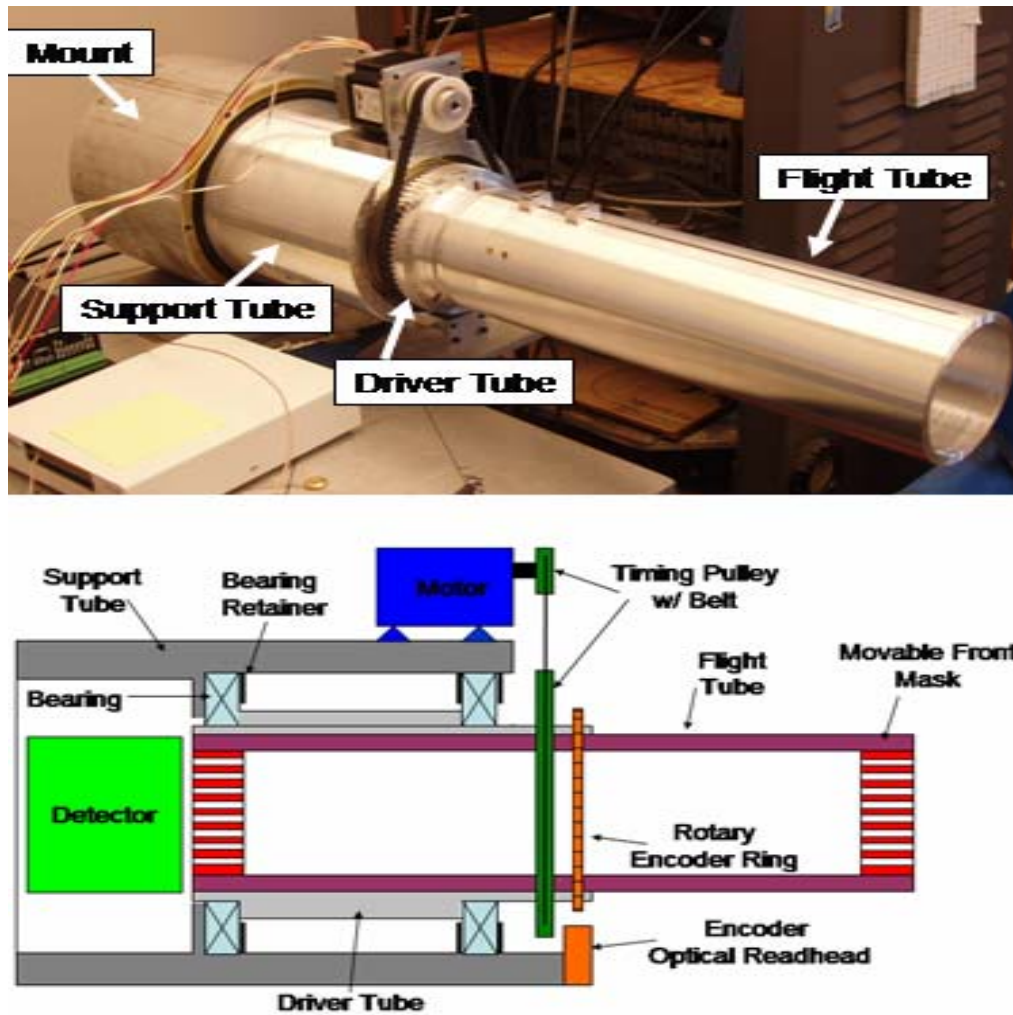 Mount
Flight Tube
Support Tube
Driver Tube
Support
Tube
Bearing
Retainer
Motor
Timing Pulley
w/ Belt
Flight
Tube
Movable Front
Mask
Bearing
Detector
Rotary
Encoder Ring
Encoder
Optical Readhead
Driver Tube